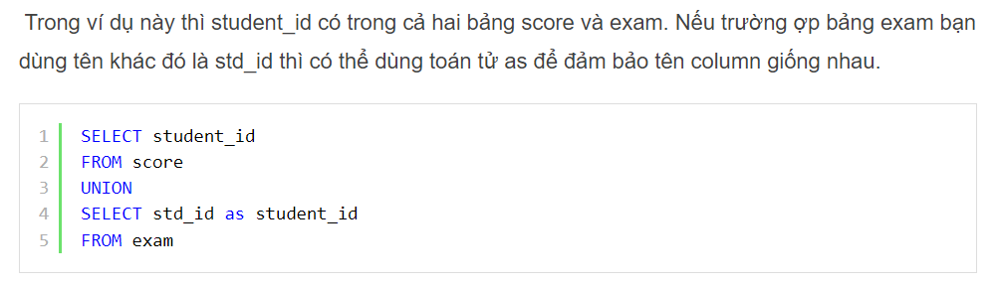 Trong ví dụ này thì student_id có trong cả hai bảng score và exam. Nếu trường ợp bảng exam bạn
dùng tên khác đó là std_id thì có thể dùng toán tử as để đảm bảo tên column giống nhau.
1 SELECT student_id
2 FROM score
3 UNION
4 SELECT std_id as student_id
5 FROM exam